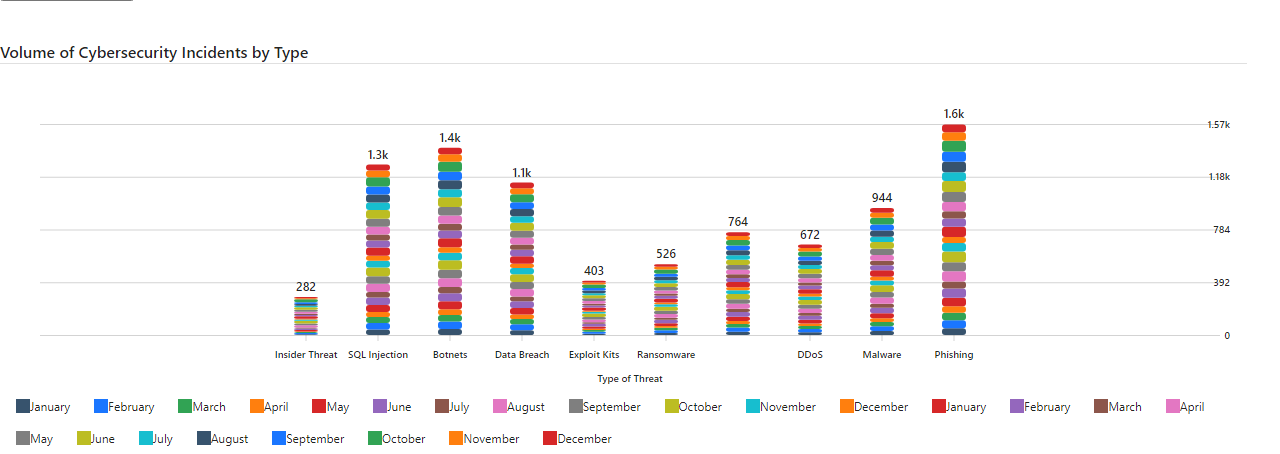 Volume of Cybersecurity Incidents by Type
1.6k
1.57k
1.4k
1.3k
1.1k
1.18k
944
764
784
672
526
403
282
392
0
Insider Threat SQL Injection Botnets Data Breach Exploit Kits Ransomware DDoS Malware Phishing
Type of Threat
January February March April May June July August September October November December January February March April
May June July August September October November December